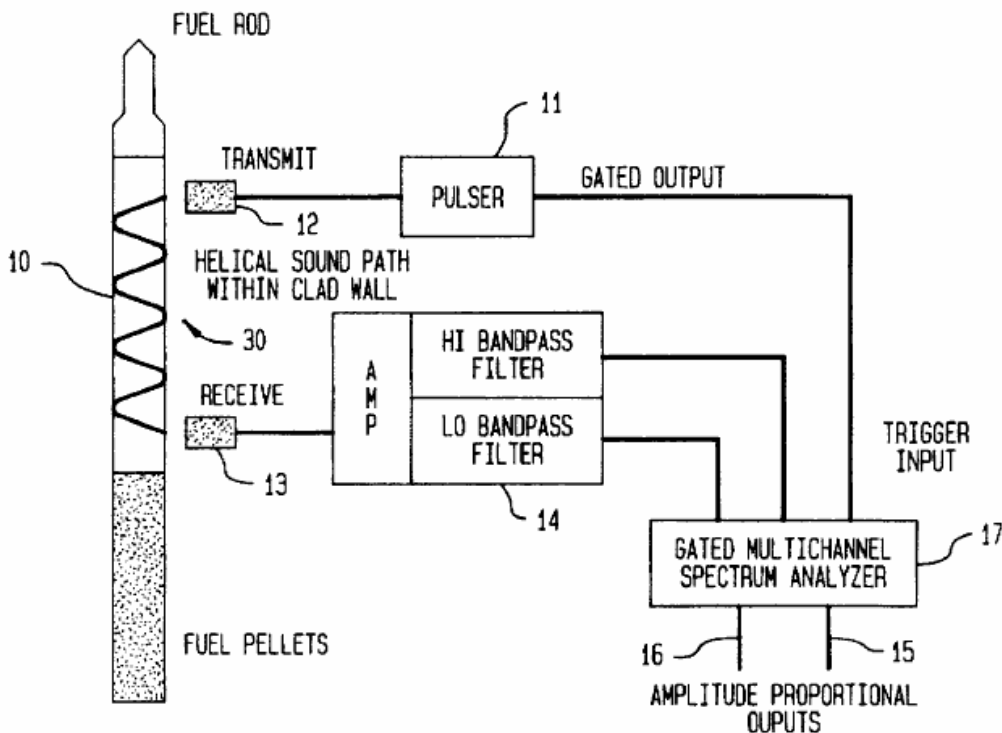 FUEL ROD
11
TRANSMIT
PULSER
GATED OUTPUT
12
10
HELICAL SOUND PATH
WITHIN CLAD WALL
30
AMP
HI BANDPASS
FILTER
RECEIVE
LO BANDPASS
FILTER
TRIGGER
INPUT
13
14
17
GATED MULTICHANNEL
SPECTRUM ANALYZER
FUEL PELLETS
16
15
AMPLITUDE PROPORTIONAL
OUPUTS